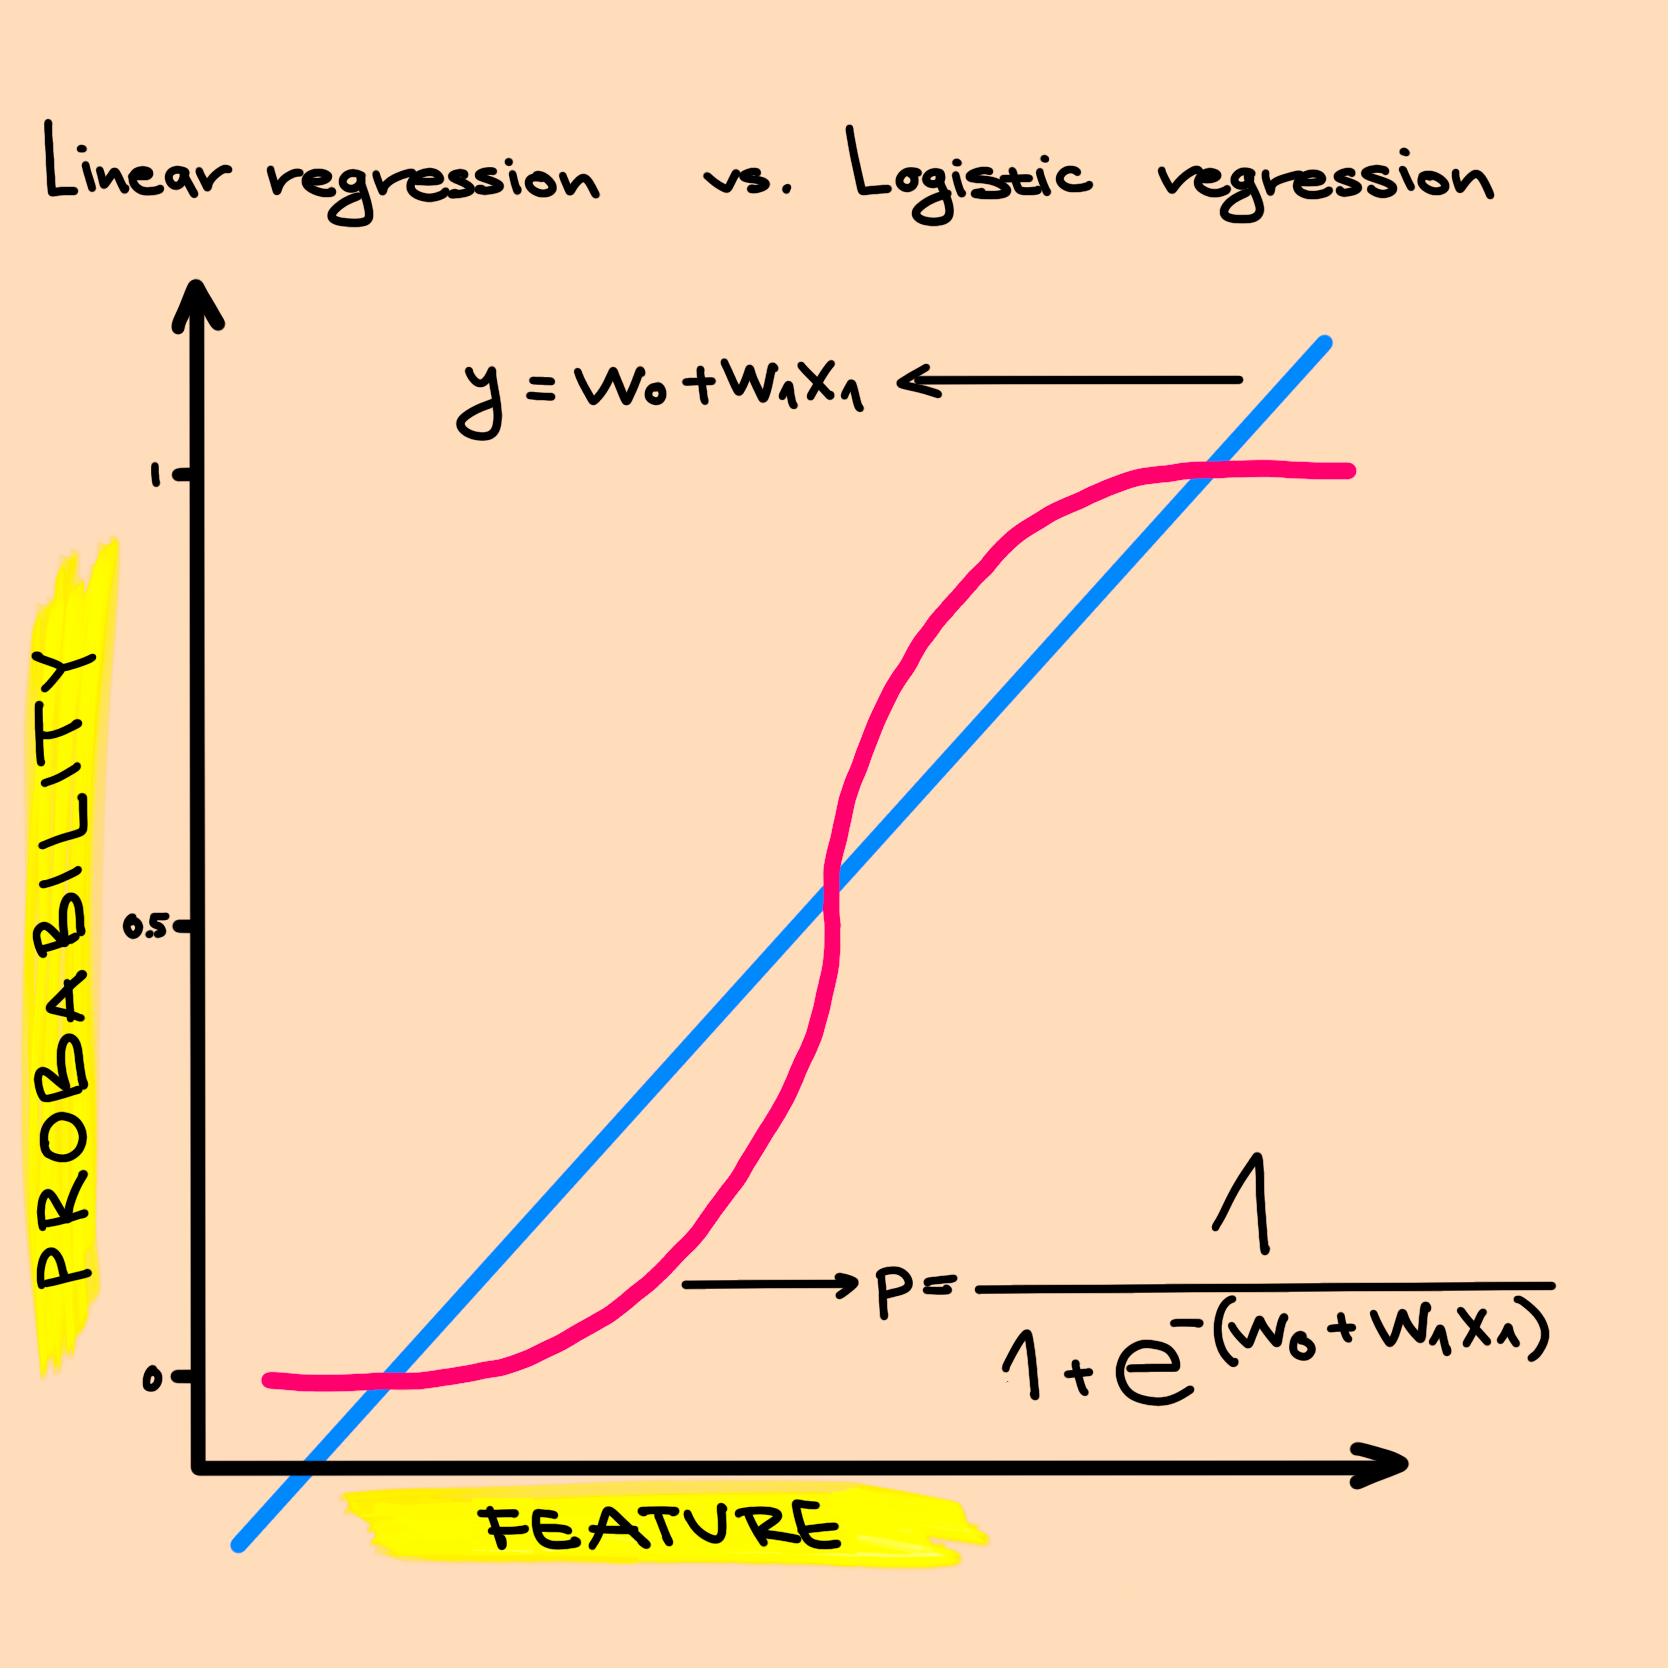 Linear regression vs. Logistic regression
y = w₀ + w₁x₁
1
0.5
0
PROBABILITY
p = 1 / 1 + e^-(w₀ + w₁x₁)
FEATURE